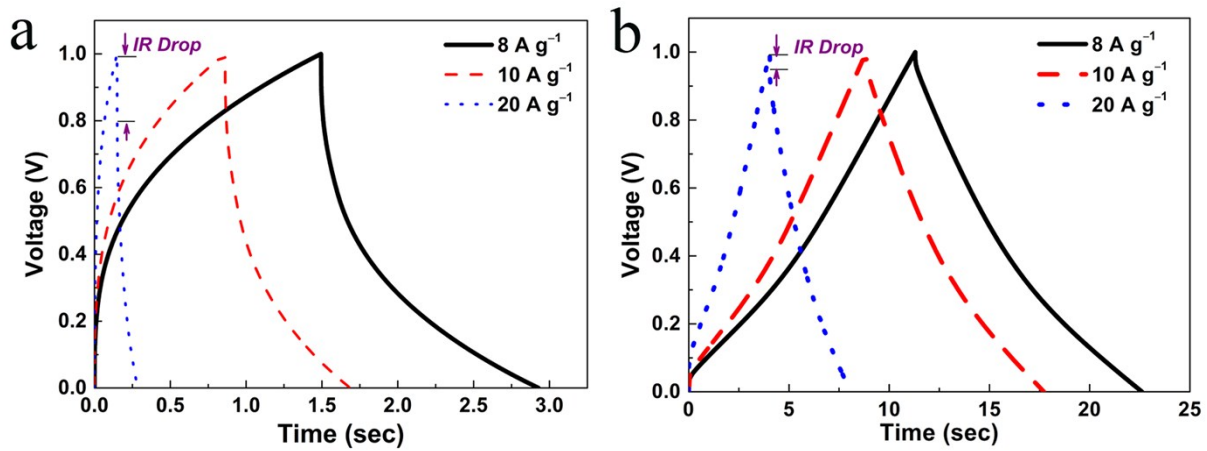 a
IR Drop
8 A g⁻¹
10 A g⁻¹
20 A g⁻¹
Voltage (V)
1.0
0.8
0.6
0.4
0.2
0.0
0.0 0.5 1.0 1.5 2.0 2.5 3.0
Time (sec)
b
IR Drop
8 A g⁻¹
10 A g⁻¹
20 A g⁻¹
Voltage (V)
1.0
0.8
0.6
0.4
0.2
0.0
0 5 10 15 20 25
Time (sec)